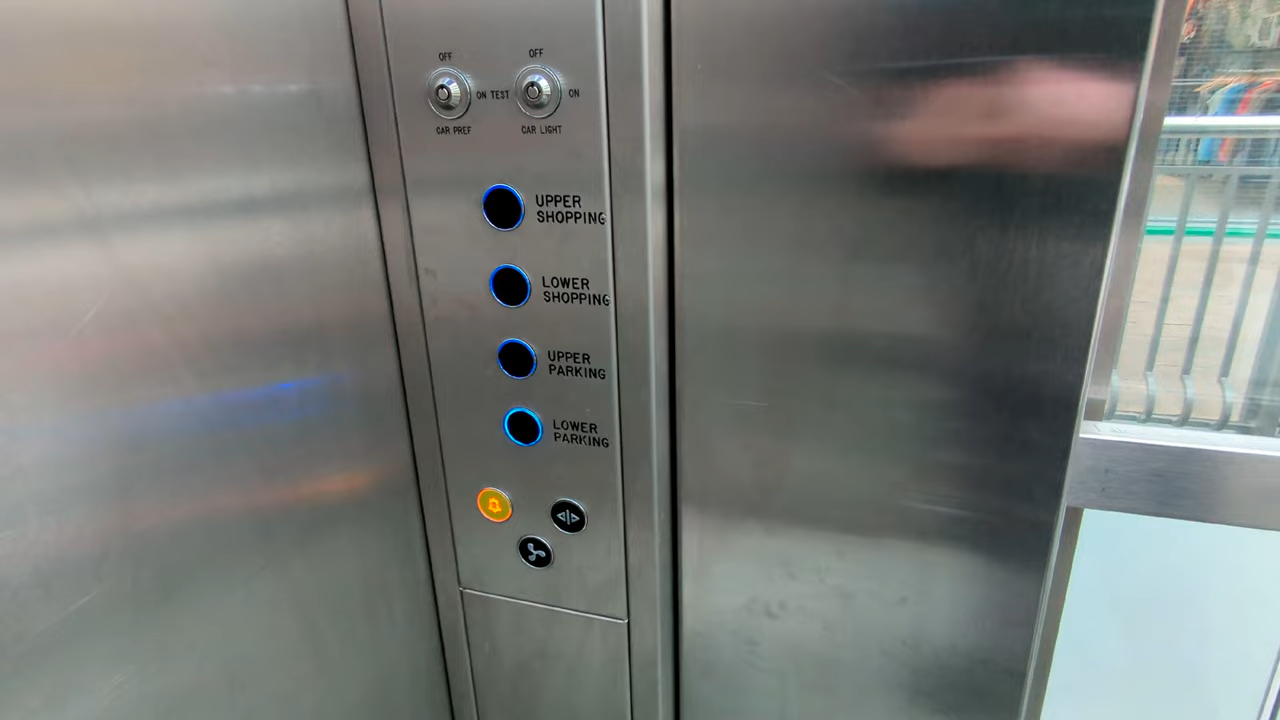 OFF OFF
ON TEST ON
CAR PREF CAR LIGHT
UPPER
SHOPPING
LOWER
SHOPPING
UPPER
PARKING
LOWER
PARKING